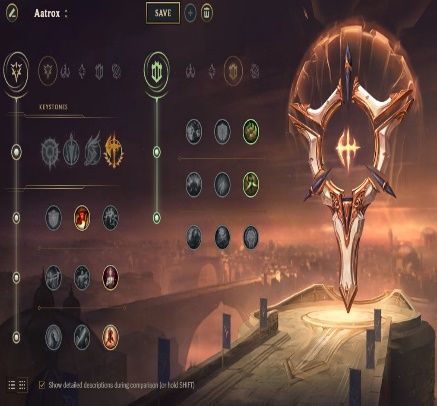 Aatrox :
SAVE
KEYSTONES
Show detailed descriptions during comparison (or hold SHIFT)